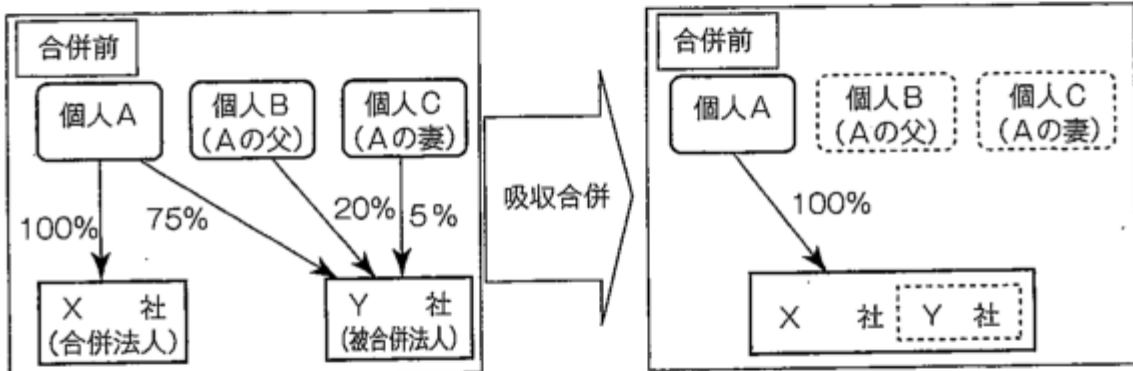 合併前
個人A
個人B
(Aの父)
個人C
(Aの妻)
100%
75%
20%
5%
X 社
(合併法人)
Y 社
(被合併法人)
吸収合併
合併前
個人A
個人B
(Aの父)
個人C
(Aの妻)
100%
X 社
Y 社